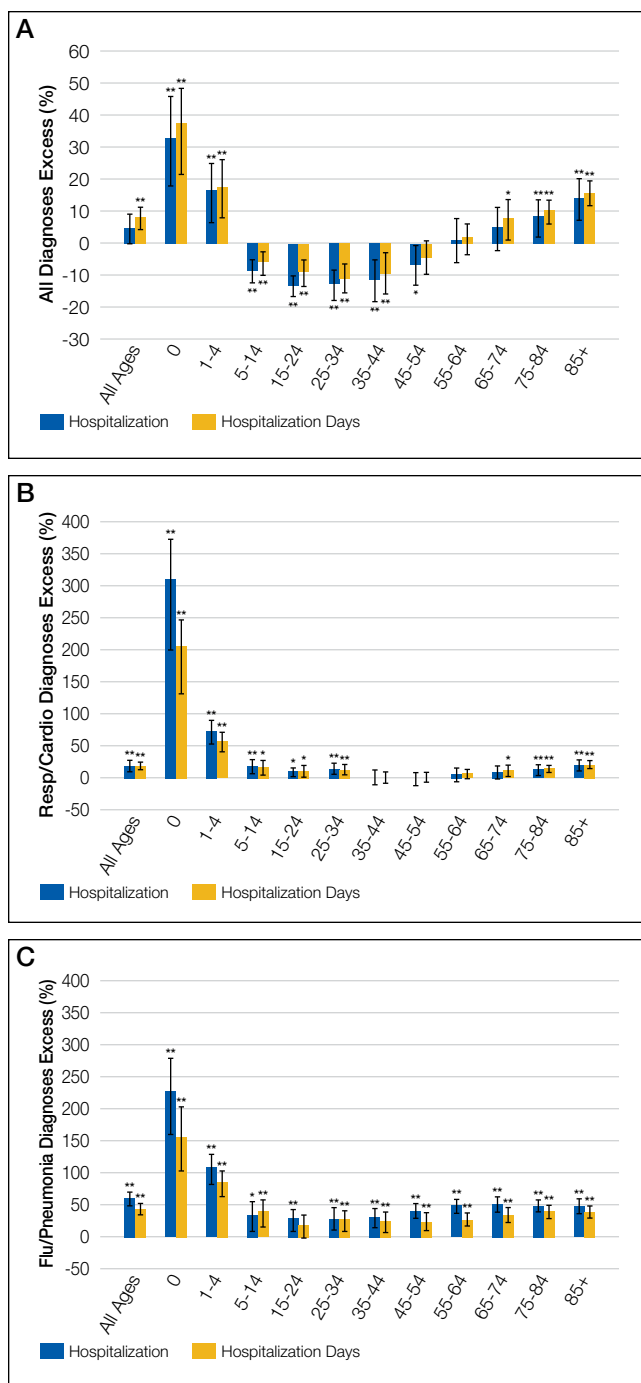 A
All Diagnoses Excess (%)
60
50
40
30
20
10
0
-10
-20
-30
** ** ** ** ** ** ** ** ** ** ** ** ** ** * * ** ** ** **
All Ages 0 1-4 5-14 15-24 25-34 35-44 45-54 55-64 65-74 75-84 85+
Hospitalization Hospitalization Days
B
Resp/Cardio Diagnoses Excess (%)
400
350
300
250
200
150
100
50
0
-50
** ** ** ** ** ** ** * * * ** ** * ** ** ** **
All Ages 0 1-4 5-14 15-24 25-34 35-44 45-54 55-64 65-74 75-84 85+
Hospitalization Hospitalization Days
C
Flu/Pneumonia Diagnoses Excess (%)
400
350
300
250
200
150
100
50
0
-50
** ** ** ** ** ** * ** ** ** ** ** ** ** ** ** ** ** ** ** ** ** **
All Ages 0 1-4 5-14 15-24 25-34 35-44 45-54 55-64 65-74 75-84 85+
Hospitalization Hospitalization Days